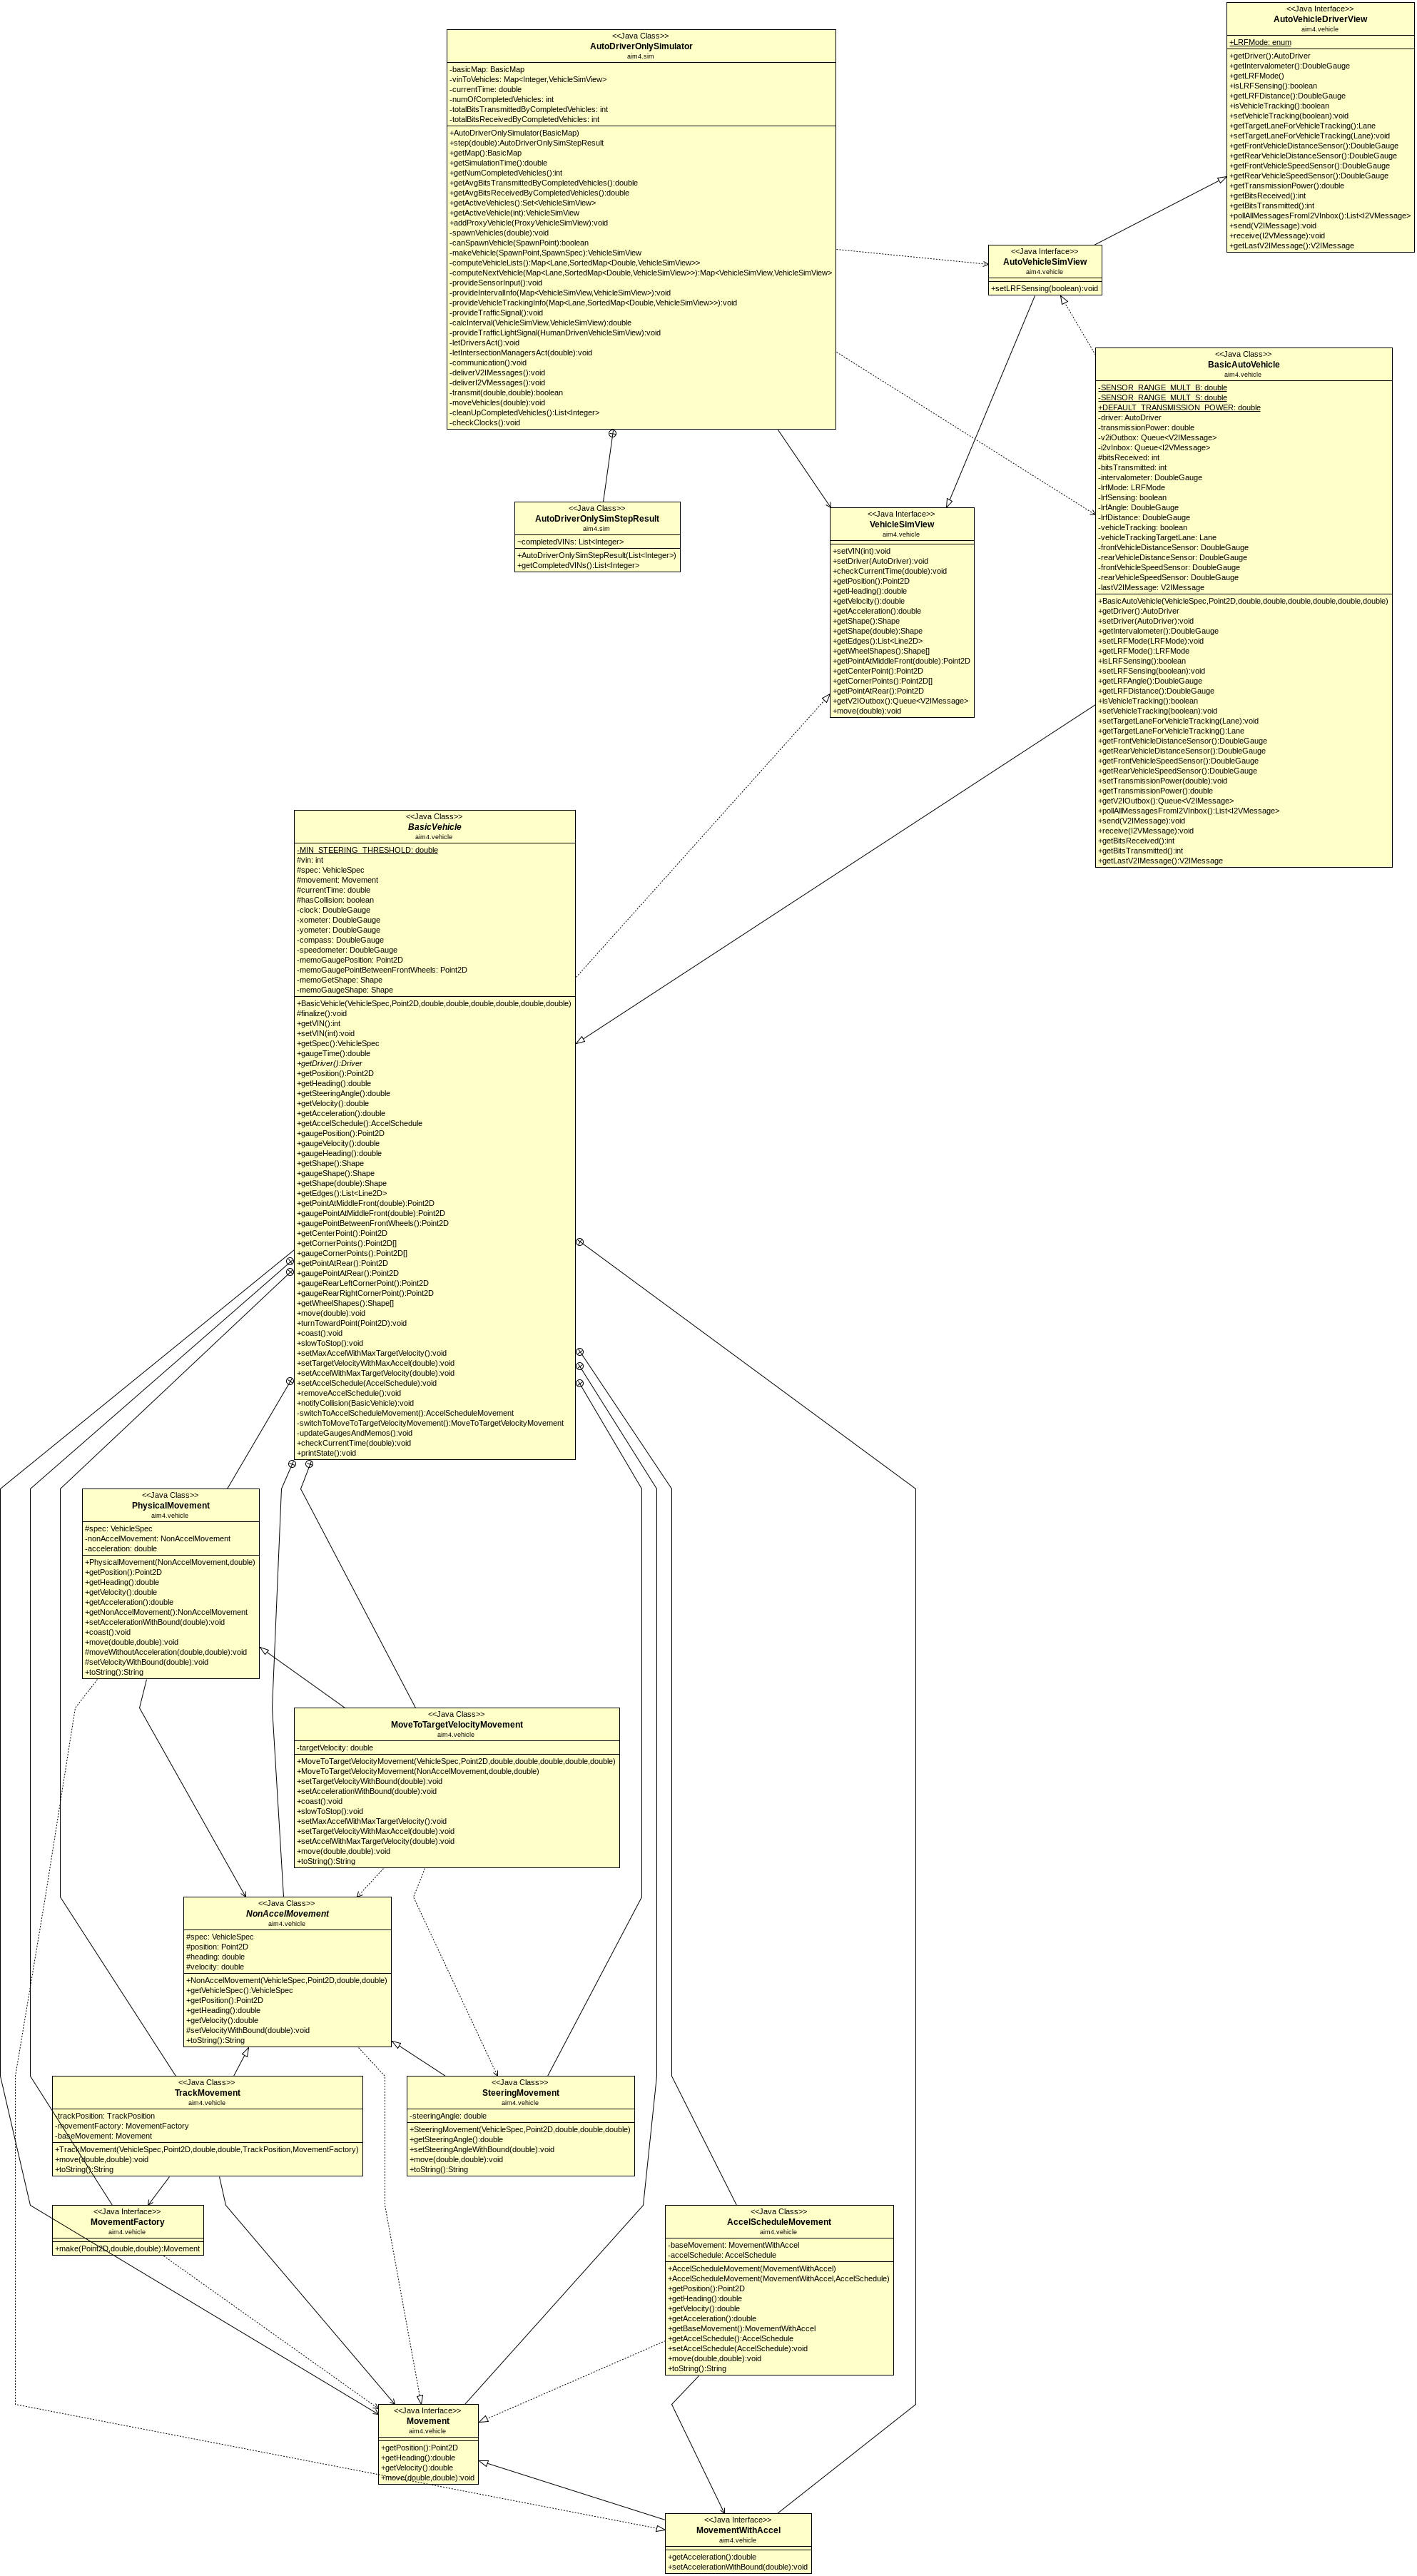 <<Java Interface>>
AutoVehicleDriverView
aim4.vehicle
+LRFMode: enum
+getDriver():AutoDriver
+getIntervalometer():DoubleGauge
+getLRFMode()
+isLRFSensing():boolean
+getLRFDistance():DoubleGauge
+isVehicleTracking():boolean
+setVehicleTracking(boolean):void
+getTargetLaneForVehicleTracking():Lane
+setTargetLaneForVehicleTracking(Lane):void
+getFrontVehicleDistanceSensor():DoubleGauge
+getRearVehicleDistanceSensor():DoubleGauge
+getFrontVehicleSpeedSensor():DoubleGauge
+getRearVehicleSpeedSensor():DoubleGauge
+getTransmissionPower():double
+getBitsReceived():int
+getBitsTransmitted():int
+pollAllMessagesFromI2VInbox():List<I2VMessage>
+send(V2IMessage):void
+receive(I2VMessage):void
+getLastV2IMessage():V2IMessage
<<Java Class>>
AutoDriverOnlySimulator
aim4.sim
-basicMap: BasicMap
-vinToVehicles: Map<Integer,VehicleSimView>
-currentTime: double
-numOfCompletedVehicles: int
-totalBitsTransmittedByCompletedVehicles: int
-totalBitsReceivedByCompletedVehicles: int
+AutoDriverOnlySimulator(BasicMap)
+step(double):AutoDriverOnlySimStepResult
+getMap():BasicMap
+getSimulationTime():double
+getNumCompletedVehicles():int
+getAvgBitsTransmittedByCompletedVehicles():double
+getAvgBitsReceivedByCompletedVehicles():double
+getActiveVehicles():Set<VehicleSimView>
+getActiveVehicle(int):VehicleSimView
+addProxyVehicle(ProxyVehicleSimView):void
-spawnVehicles(double):void
-canSpawnVehicle(SpawnPoint):boolean
-makeVehicle(SpawnPoint,SpawnSpec):VehicleSimView
-computeVehicleLists():Map<Lane,SortedMap<Double,VehicleSimView>>
-computeNextVehicle(Map<Lane,SortedMap<Double,VehicleSimView>>):Map<VehicleSimView,VehicleSimView>
-provideSensorInput():void
-provideIntervalInfo(Map<VehicleSimView,VehicleSimView>):void
-provideVehicleTrackingInfo(Map<Lane,SortedMap<Double,VehicleSimView>>):void
-provideTrafficSignal():void
-calcInterval(VehicleSimView,VehicleSimView):double
-provideTrafficLightSignal(HumanDrivenVehicleSimView):void
-letDriversAct():void
-letIntersectionManagersAct(double):void
-communication():void
-deliverV2IMessages():void
-deliverI2VMessages():void
-transmit(double,double):boolean
-moveVehicles(double):void
-cleanUpCompletedVehicles():List<Integer>
-checkClocks():void
<<Java Interface>>
AutoVehicleSimView
aim4.vehicle
+setLRFSensing(boolean):void
<<Java Class>>
BasicAutoVehicle
aim4.vehicle
-SENSOR_RANGE_MULT_B: double
-SENSOR_RANGE_MULT_S: double
+DEFAULT_TRANSMISSION_POWER: double
-driver: AutoDriver
-transmissionPower: double
-v2iOutbox: Queue<V2IMessage>
-i2vInbox: Queue<I2VMessage>
#bitsReceived: int
-bitsTransmitted: int
-intervalometer: DoubleGauge
-lrfMode: LRFMode
-lrfSensing: boolean
-lrfAngle: DoubleGauge
-lrfDistance: DoubleGauge
-vehicleTracking: boolean
-vehicleTrackingTargetLane: Lane
-frontVehicleDistanceSensor: DoubleGauge
-rearVehicleDistanceSensor: DoubleGauge
-frontVehicleSpeedSensor: DoubleGauge
-rearVehicleSpeedSensor: DoubleGauge
-lastV2IMessage: V2IMessage
+BasicAutoVehicle(VehicleSpec,Point2D,double,double,double,double,double,double)
+getDriver():AutoDriver
+setDriver(AutoDriver):void
+getIntervalometer():DoubleGauge
+setLRFMode(LRFMode):void
+getLRFMode():LRFMode
+isLRFSensing():boolean
+setLRFSensing(boolean):void
+getLRFAngle():DoubleGauge
+getLRFDistance():DoubleGauge
+isVehicleTracking():boolean
+setVehicleTracking(boolean):void
+setTargetLaneForVehicleTracking(Lane):void
+getTargetLaneForVehicleTracking():Lane
+getFrontVehicleDistanceSensor():DoubleGauge
+getRearVehicleDistanceSensor():DoubleGauge
+getFrontVehicleSpeedSensor():DoubleGauge
+getRearVehicleSpeedSensor():DoubleGauge
+setTransmissionPower(double):void
+getTransmissionPower():double
+getV2IOutbox():Queue<V2IMessage>
+pollAllMessagesFromI2VInbox():List<I2VMessage>
+send(V2IMessage):void
+receive(I2VMessage):void
+getBitsReceived():int
+getBitsTransmitted():int
+getLastV2IMessage():V2IMessage
<<Java Class>>
AutoDriverOnlySimStepResult
aim4.sim
~completedVINs: List<Integer>
+AutoDriverOnlySimStepResult(List<Integer>)
+getCompletedVINs():List<Integer>
<<Java Interface>>
VehicleSimView
aim4.vehicle
+setVIN(int):void
+setDriver(AutoDriver):void
+checkCurrentTime(double):void
+getPosition():Point2D
+getHeading():double
+getVelocity():double
+getAcceleration():double
+getShape():Shape
+getShape(double):Shape
+getEdges():List<Line2D>
+getWheelShapes():Shape[]
+getPointAtMiddleFront(double):Point2D
+getCenterPoint():Point2D
+getCornerPoints():Point2D[]
+getPointAtRear():Point2D
+getV2IOutbox():Queue<V2IMessage>
+move(double):void
<<Java Class>>
BasicVehicle
aim4.vehicle
-MIN_STEERING_THRESHOLD: double
#vin: int
#spec: VehicleSpec
#movement: Movement
#currentTime: double
#hasCollision: boolean
-clock: DoubleGauge
-xometer: DoubleGauge
-yometer: DoubleGauge
-compass: DoubleGauge
-speedometer: DoubleGauge
-memoGaugePosition: Point2D
-memoGaugePointBetweenFrontWheels: Point2D
-memoGetShape: Shape
-memoGaugeShape: Shape
+BasicVehicle(VehicleSpec,Point2D,double,double,double,double,double,double)
#finalize():void
+getVIN():int
+setVIN(int):void
+getSpec():VehicleSpec
+gaugeTime():double
+getDriver():Driver
+getPosition():Point2D
+getHeading():double
+getSteeringAngle():double
+getVelocity():double
+getAcceleration():double
+getAccelSchedule():AccelSchedule
+gaugePosition():Point2D
+gaugeVelocity():double
+gaugeHeading():double
+getShape():Shape
+gaugeShape():Shape
+getShape(double):Shape
+getEdges():List<Line2D>
+getPointAtMiddleFront(double):Point2D
+gaugePointAtMiddleFront(double):Point2D
+gaugePointBetweenFrontWheels():Point2D
+getCenterPoint():Point2D
+getCornerPoints():Point2D[]
+gaugeCornerPoints():Point2D[]
+getPointAtRear():Point2D
+gaugePointAtRear():Point2D
+gaugeRearLeftCornerPoint():Point2D
+gaugeRearRightCornerPoint():Point2D
+getWheelShapes():Shape[]
+move(double):void
+turnTowardPoint(Point2D):void
+coast():void
+slowToStop():void
+setMaxAccelWithMaxTargetVelocity():void
+setTargetVelocityWithMaxAccel(double):void
+setAccelWithMaxTargetVelocity(double):void
+setAccelSchedule(AccelSchedule):void
+removeAccelSchedule():void
+notifyCollision(BasicVehicle):void
-switchToAccelScheduleMovement():AccelScheduleMovement
-switchToMoveToTargetVelocityMovement():MoveToTargetVelocityMovement
-updateGaugesAndMemos():void
+checkCurrentTime(double):void
+printState():void
<<Java Class>>
PhysicalMovement
aim4.vehicle
#spec: VehicleSpec
-nonAccelMovement: NonAccelMovement
-acceleration: double
+PhysicalMovement(NonAccelMovement,double)
+getPosition():Point2D
+getHeading():double
+getVelocity():double
+getAcceleration():double
+getNonAccelMovement():NonAccelMovement
+setAccelerationWithBound(double):void
+coast():void
+move(double,double):void
#moveWithoutAcceleration(double,double):void
#setVelocityWithBound(double):void
+toString():String
<<Java Class>>
MoveToTargetVelocityMovement
aim4.vehicle
-targetVelocity: double
+MoveToTargetVelocityMovement(VehicleSpec,Point2D,double,double,double,double,double)
+MoveToTargetVelocityMovement(NonAccelMovement,double,double)
+setTargetVelocityWithBound(double):void
+setAccelerationWithBound(double):void
+coast():void
+slowToStop():void
+setMaxAccelWithMaxTargetVelocity():void
+setTargetVelocityWithMaxAccel(double):void
+setAccelWithMaxTargetVelocity(double):void
+move(double,double):void
+toString():String
<<Java Class>>
NonAccelMovement
aim4.vehicle
#spec: VehicleSpec
#position: Point2D
#heading: double
#velocity: double
+NonAccelMovement(VehicleSpec,Point2D,double,double)
+getVehicleSpec():VehicleSpec
+getPosition():Point2D
+getHeading():double
+getVelocity():double
#setVelocityWithBound(double):void
+toString():String
<<Java Class>>
TrackMovement
aim4.vehicle
-trackPosition: TrackPosition
-movementFactory: MovementFactory
-baseMovement: Movement
+TrackMovement(VehicleSpec,Point2D,double,double,TrackPosition,MovementFactory)
+move(double,double):void
+toString():String
<<Java Class>>
SteeringMovement
aim4.vehicle
-steeringAngle: double
+SteeringMovement(VehicleSpec,Point2D,double,double,double)
+getSteeringAngle():double
+setSteeringAngleWithBound(double):void
+move(double,double):void
+toString():String
<<Java Interface>>
MovementFactory
aim4.vehicle
+make(Point2D,double,double):Movement
<<Java Class>>
AccelScheduleMovement
aim4.vehicle
-baseMovement: MovementWithAccel
-accelSchedule: AccelSchedule
+AccelScheduleMovement(MovementWithAccel)
+AccelScheduleMovement(MovementWithAccel,AccelSchedule)
+getPosition():Point2D
+getHeading():double
+getVelocity():double
+getAcceleration():double
+getBaseMovement():MovementWithAccel
+getAccelSchedule():AccelSchedule
+setAccelSchedule(AccelSchedule):void
+move(double,double):void
+toString():String
<<Java Interface>>
Movement
aim4.vehicle
+getPosition():Point2D
+getHeading():double
+getVelocity():double
+move(double,double):void
<<Java Interface>>
MovementWithAccel
aim4.vehicle
+getAcceleration():double
+setAccelerationWithBound(double):void